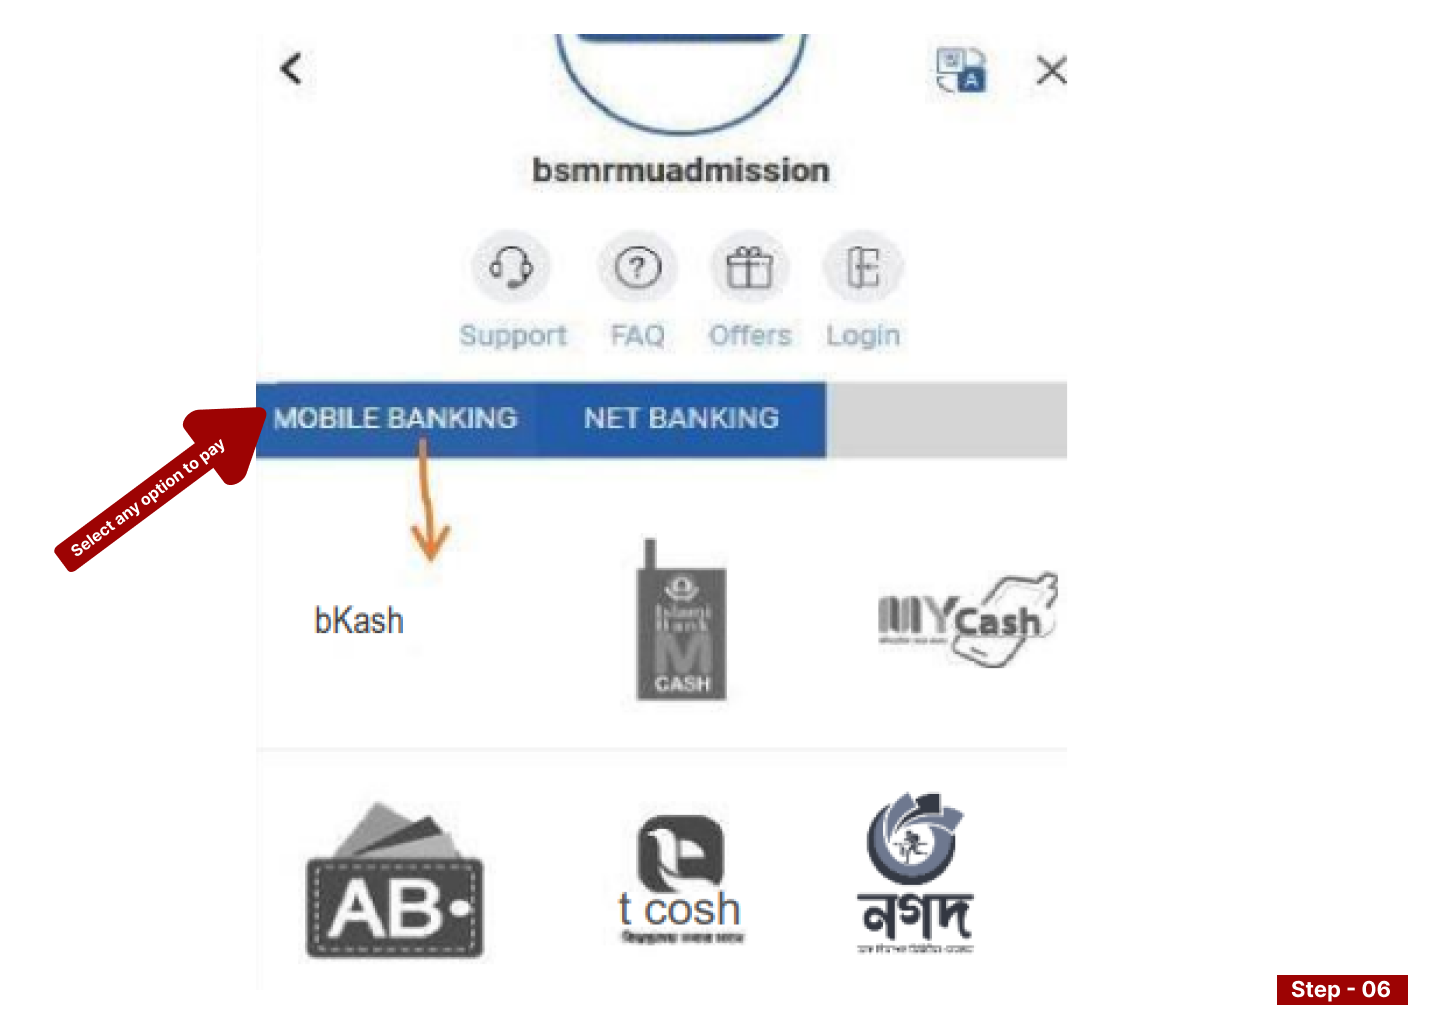 bsmrmuadmission
Support FAQ Offers Login
MOBILE BANKING NET BANKING
Select any option to pay
bKash
Islami
Bank
M
CASH
MYCash
AB
t cosh
নগদ
Step - 06